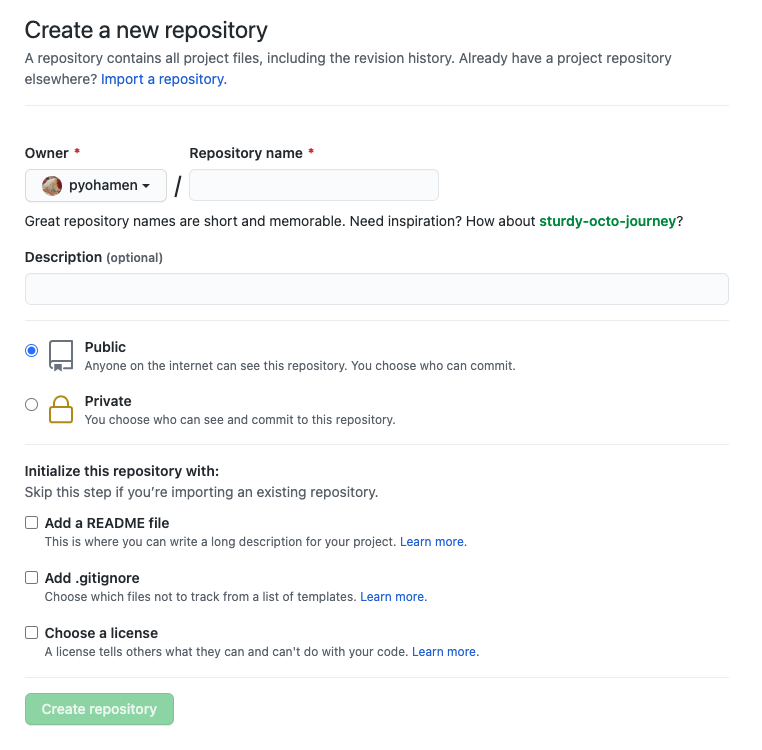 Create a new repository
A repository contains all project files, including the revision history. Already have a project repository
elsewhere? Import a repository.
Owner *
Repository name *
pyohamen
/
Great repository names are short and memorable. Need inspiration? How about sturdy-octo-journey?
Description (optional)
Public
Anyone on the internet can see this repository. You choose who can commit.
Private
You choose who can see and commit to this repository.
Initialize this repository with:
Skip this step if you’re importing an existing repository.
Add a README file
This is where you can write a long description for your project. Learn more.
Add .gitignore
Choose which files not to track from a list of templates. Learn more.
Choose a license
A license tells others what they can and can't do with your code. Learn more.
Create repository